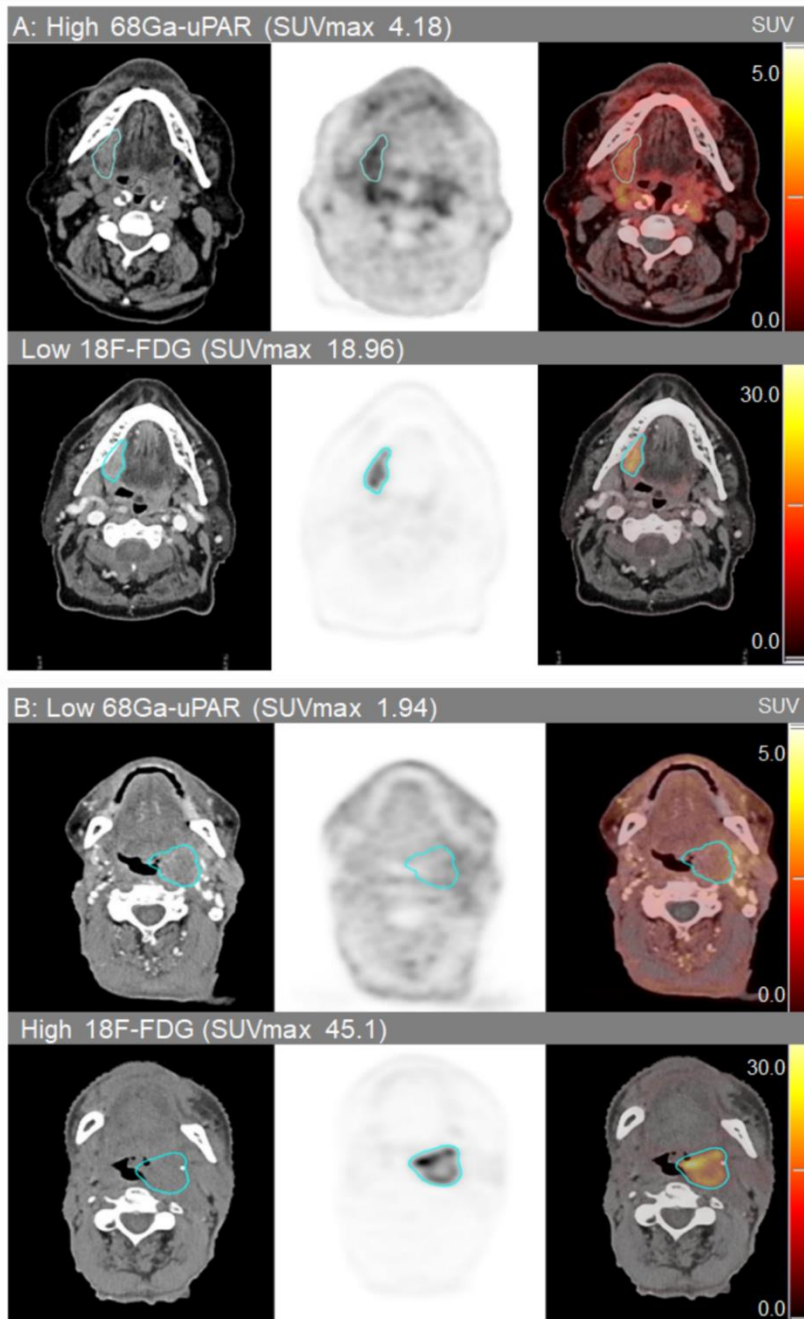 A: High 68Ga-uPAR (SUVmax 4.18) SUV
5.0
0.0
Low 18F-FDG (SUVmax 18.96)
30.0
0.0
B: Low 68Ga-uPAR (SUVmax 1.94) SUV
5.0
0.0
High 18F-FDG (SUVmax 45.1)
30.0
0.0